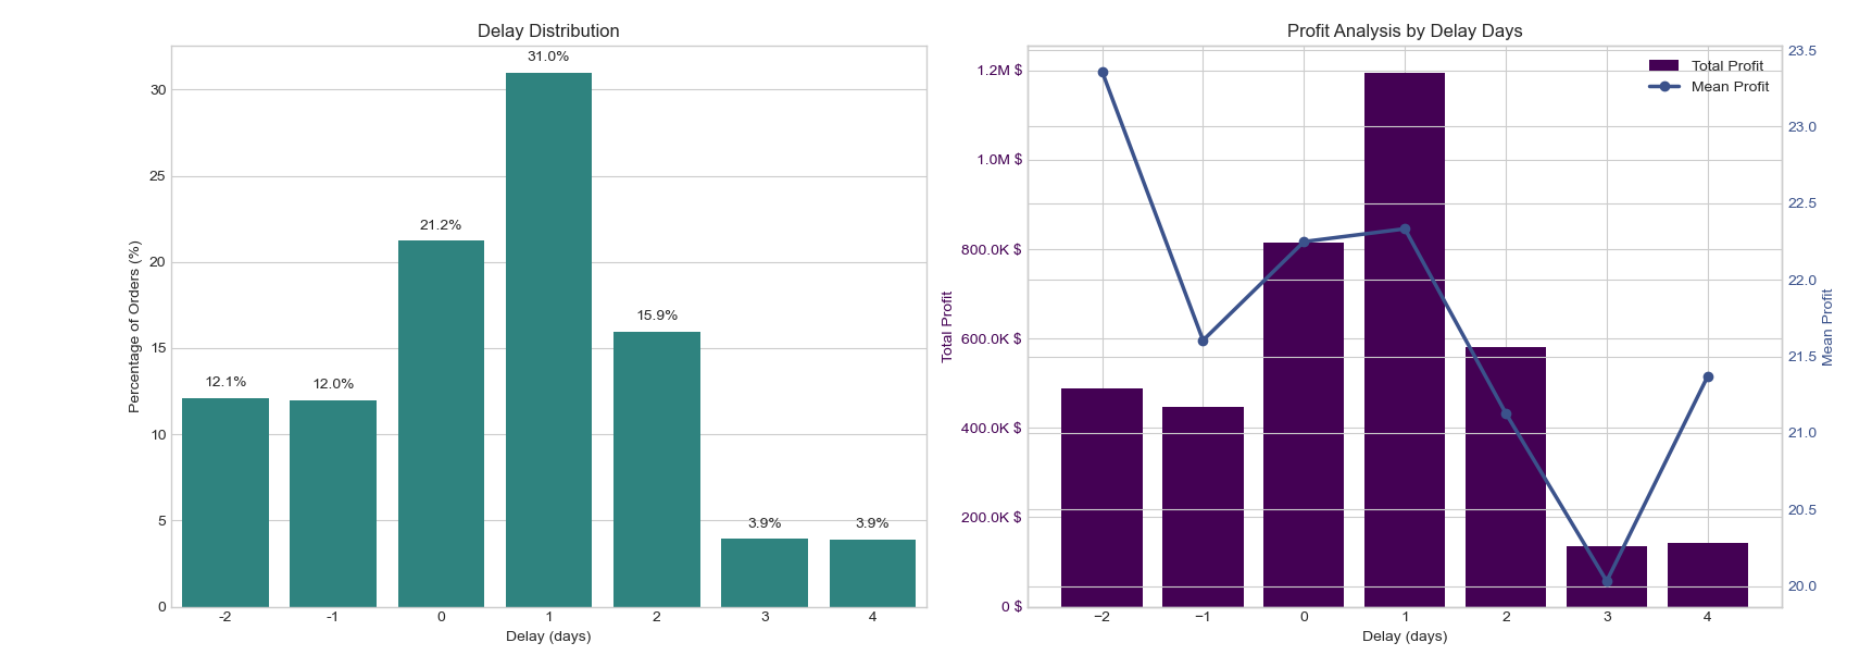 Delay Distribution
31.0%
30
25
21.2%
20
15.9%
15
12.1%
12.0%
10
5
3.9%
3.9%
0
-2
-1
0
1
2
3
4
Delay (days)
Percentage of Orders (%)
Profit Analysis by Delay Days
Total Profit
Mean Profit
1.2M $
1.0M $
800.0K $
600.0K $
400.0K $
200.0K $
0 $
Total Profit
23.5
23.0
22.5
22.0
21.5
21.0
20.5
20.0
Mean Profit
−2
−1
0
1
2
3
4
Delay (days)